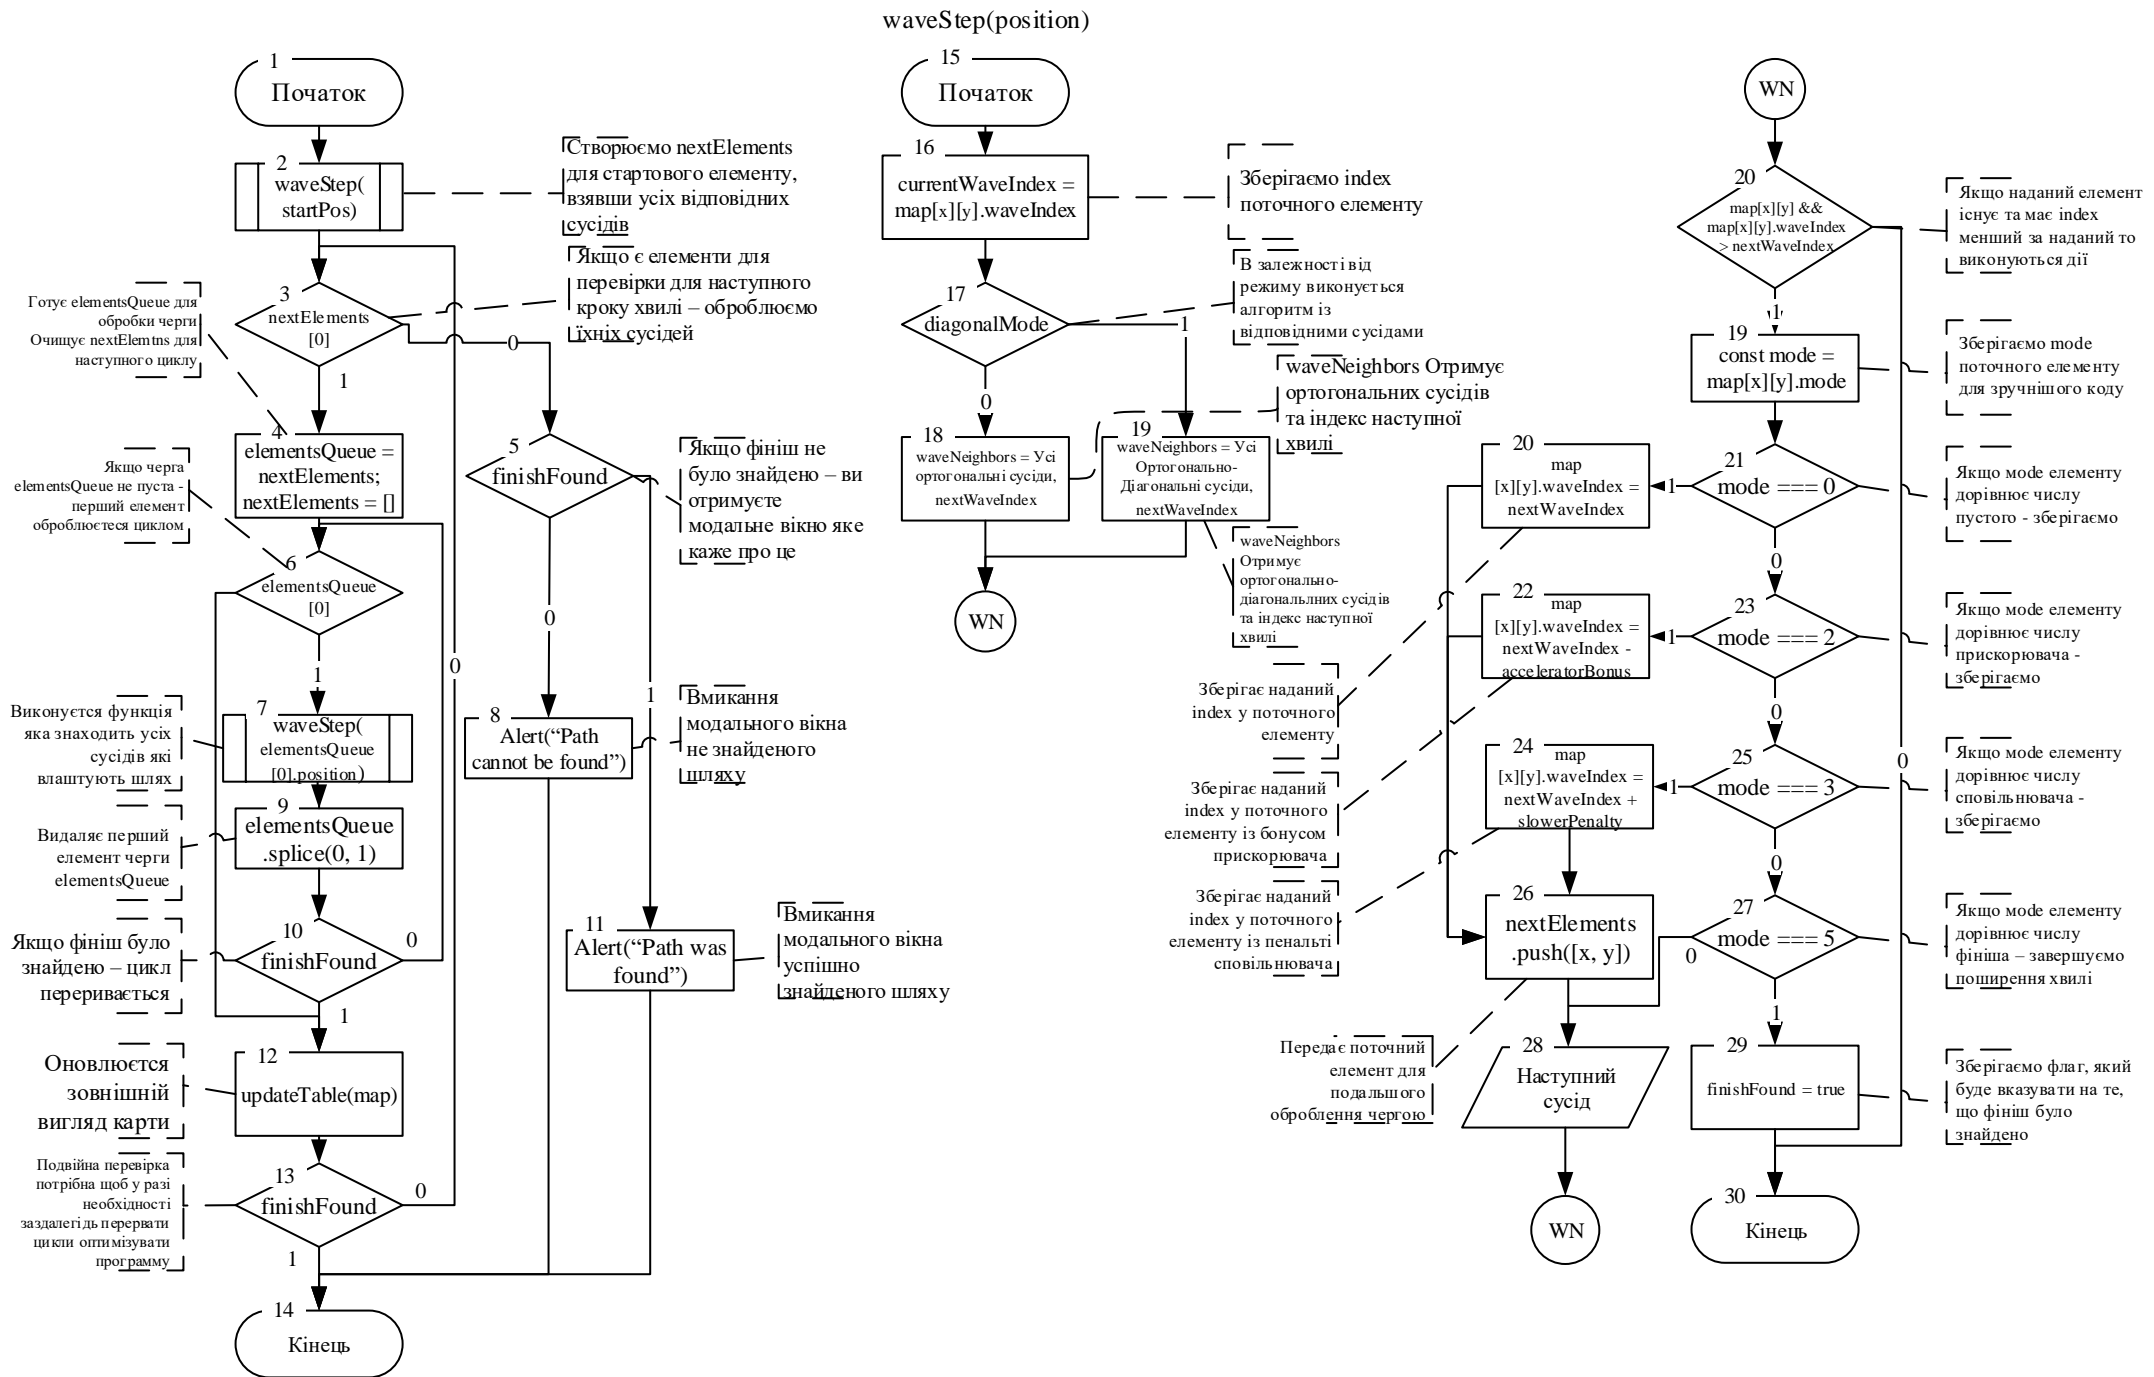 waveStep(position)
1
Початок
2
waveStep(
startPos)
Створюємо nextElements
для стартового елементу,
взявши усіх відповідних
сусідів
3
nextElements
[0]
Якщо є елементи для
перевірки для наступного
кроку хвилі – оброблюємо
їхніх сусідей
Готує elementsQueue для
обробки черги
Очищує nextElemtns для
наступного циклу
0
1
4
elementsQueue =
nextElements;
nextElements = []
5
finishFound
Якщо фініш не
було знайдено – ви
отримуєте
модальне вікно яке
каже про це
Якщо черга
elementsQueue не пуста -
перший елемент
оброблюєтеся циклом
6
elementsQueue
[0]
0
1
0
1
7
waveStep(
elementsQueue
[0].position)
Виконуєтся функція
яка знаходить усіх
сусідів які
влаштують шлях
8
Alert(“Path
cannot be found”)
Вмикання
модального вікна
не знайденого
шляху
9
elementsQueue
.splice(0, 1)
Видаляє перший
елемент черги
elementsQueue
10
finishFound
0
1
Якщо фініш було
знайдено – цикл
переривається
11
Alert(“Path was
found”)
Вмикання
модального вікна
успішно
знайденого шляху
12
updateTable(map)
Оновлюєтся
зовнішній
вигляд карти
13
finishFound
0
1
Подвійна перевірка
потрібна щоб у разі
необхідності
заздалегідь перервати
цикли оптимізувати
программу
14
Кінець
15
Початок
16
currentWaveIndex =
map[x][y].waveIndex
Зберігаємо index
поточного елементу
17
diagonalMode
В залежності від
режиму виконується
алгоритм із
відповідними сусідами
1
0
18
waveNeighbors = Усі
ортогональні сусіди,
nextWaveIndex
19
waveNeighbors = Усі
Ортогонально-
Діагональні сусіди,
nextWaveIndex
waveNeighbors Отримує
ортогональних сусідів
та індекс наступної
хвилі
waveNeighbors
Отримує
ортогонально-
діагональлних сусідів
та індекс наступної
хвилі
WN
WN
20
map[x][y] &&
map[x][y].waveIndex
> nextWaveIndex
Якщо наданий елемент
існує та має index
менший за наданий то
виконуються дії
1
0
19
const mode =
map[x][y].mode
Зберігаємо mode
поточного елементу
для зручнішого коду
20
map
[x][y].waveIndex =
nextWaveIndex
1
21
mode === 0
Якщо mode елементу
дорівнює числу
пустого - зберігаємо
0
Зберігає наданий
index у поточного
елементу
22
map
[x][y].waveIndex =
nextWaveIndex -
acceleratorBonus
1
23
mode === 2
Якщо mode елементу
дорівнює числу
прискорювача -
зберігаємо
0
Зберігає наданий
index у поточного
елементу із бонусом
прискорювача
24
map
[x][y].waveIndex =
nextWaveIndex +
slowerPenalty
1
25
mode === 3
Якщо mode елементу
дорівнює числу
сповільнювача -
зберігаємо
0
Зберігає наданий
index у поточного
елементу із пенальті
сповільнювача
26
nextElements
.push([x, y])
27
mode === 5
0
1
Якщо mode елементу
дорівнює числу
фініша – завершуємо
поширення хвилі
Передає поточний
елемент для
подальшого
оброблення чергою
28
Наступний
сусід
29
finishFound = true
Зберігаємо флаг, який
буде вказувати на те,
що фініш було
знайдено
WN
30
Кінець